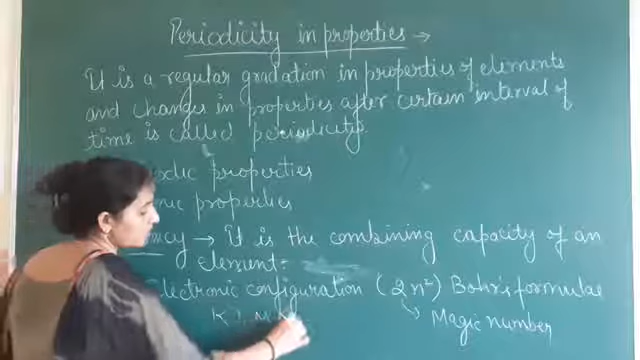 Periodicity in properties →
It is a regular gradation in properties of elements
and changes in properties after certain interval of
time is called periodicity.
properties
properties
→ It is the combining capacity of an
element:-
configuration (2n²) Bohr's formulae
K L M N
Magic number